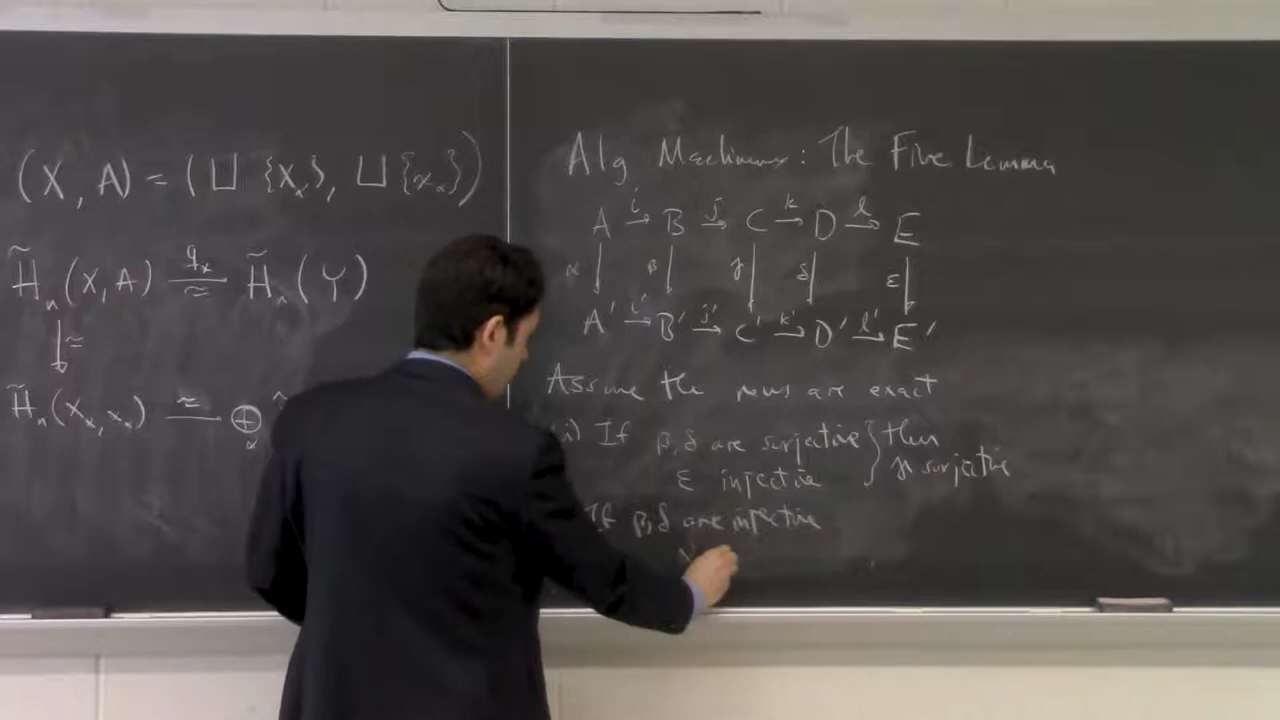 (X, A) = (⊔ {X_α}, ⊔ {x_α})
H̃_n(X, A) q_* ≅ H̃_n(Y)
↓ ≅
H̃_n(X_α, x_α) ≅ ⊕_α
Alg Machinery: The Five Lemma
A i→ B j→ C k→ D l→ E
α β γ δ ε
A' i'→ B' j'→ C' k'→ D' l'→ E'
Assume the rows are exact
(i) If β, δ are surjective } then
ε injective } γ surjective
If β, δ are injective